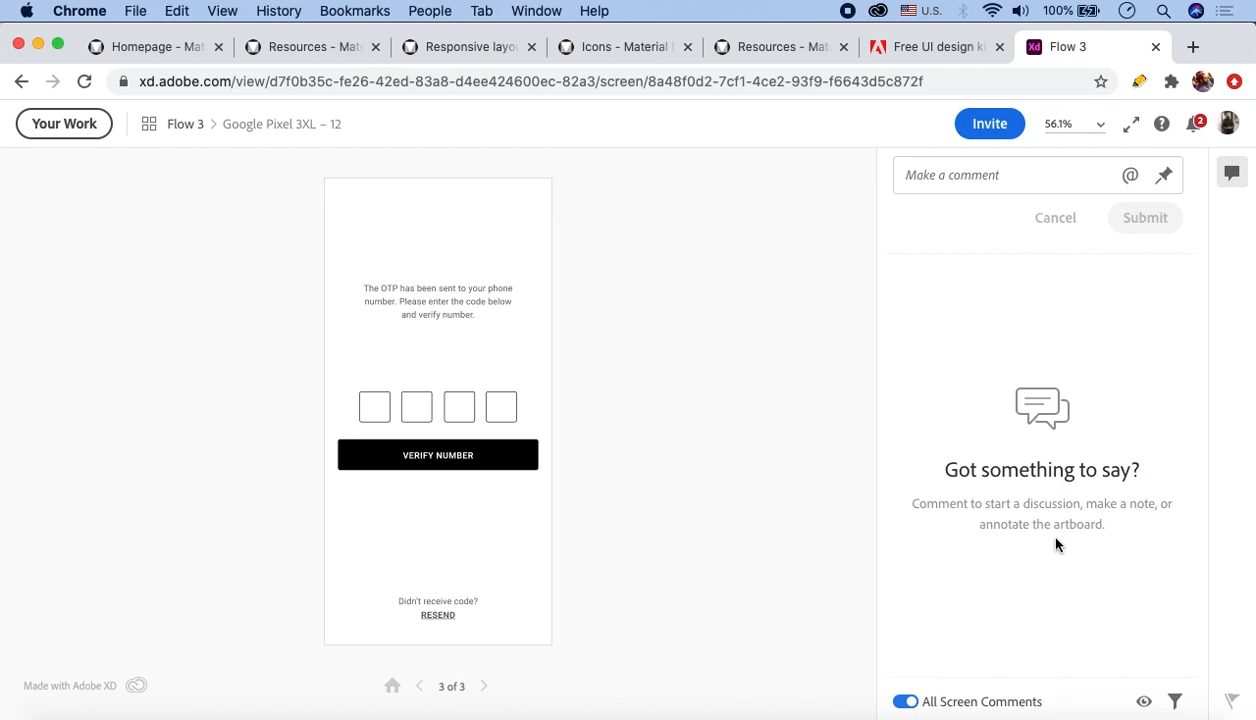 Chrome File Edit View History Bookmarks People Tab Window Help U.S. 100%
Homepage - Mat Resources - Mate Responsive layo Icons - Material Resources - Mate Free UI design ki Xd Flow 3
xd.adobe.com/view/d7f0b35c-fe26-42ed-83a8-d4ee424600ec-82a3/screen/8a48f0d2-7cf1-4ce2-93f9-f6643d5c872f
Your Work Flow 3 > Google Pixel 3XL – 12 Invite 56.1% 2
Make a comment @
Cancel Submit
The OTP has been sent to your phone
number. Please enter the code below
and verify number.
VERIFY NUMBER
Didn't receive code?
RESEND
Got something to say?
Comment to start a discussion, make a note, or
annotate the artboard.
Made with Adobe XD 3 of 3
All Screen Comments